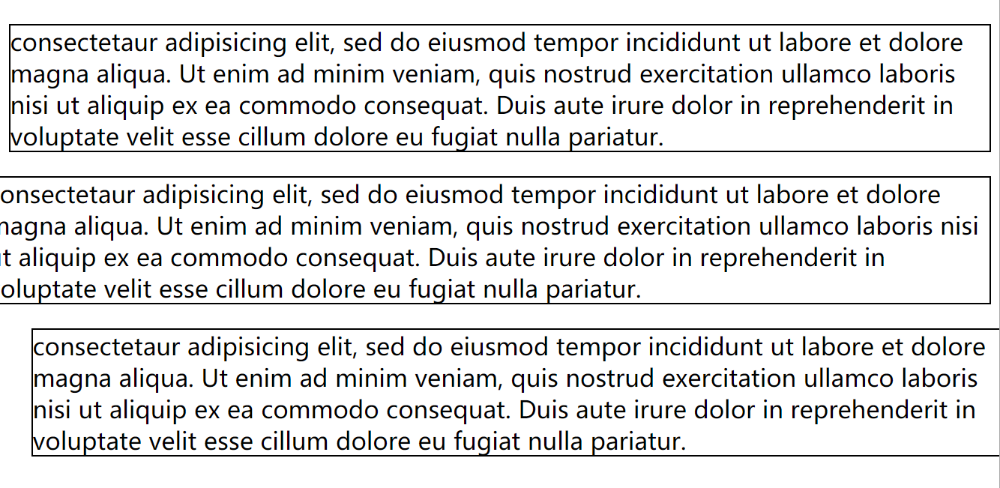 consectetaur adipisicing elit, sed do eiusmod tempor incididunt ut labore et dolore
magna aliqua. Ut enim ad minim veniam, quis nostrud exercitation ullamco laboris
nisi ut aliquip ex ea commodo consequat. Duis aute irure dolor in reprehenderit in
voluptate velit esse cillum dolore eu fugiat nulla pariatur.
onsectetaur adipisicing elit, sed do eiusmod tempor incididunt ut labore et dolore
magna aliqua. Ut enim ad minim veniam, quis nostrud exercitation ullamco laboris nisi
ut aliquip ex ea commodo consequat. Duis aute irure dolor in reprehenderit in
oluptate velit esse cillum dolore eu fugiat nulla pariatur.
consectetaur adipisicing elit, sed do eiusmod tempor incididunt ut labore et dolore
magna aliqua. Ut enim ad minim veniam, quis nostrud exercitation ullamco laboris
nisi ut aliquip ex ea commodo consequat. Duis aute irure dolor in reprehenderit in
voluptate velit esse cillum dolore eu fugiat nulla pariatur.